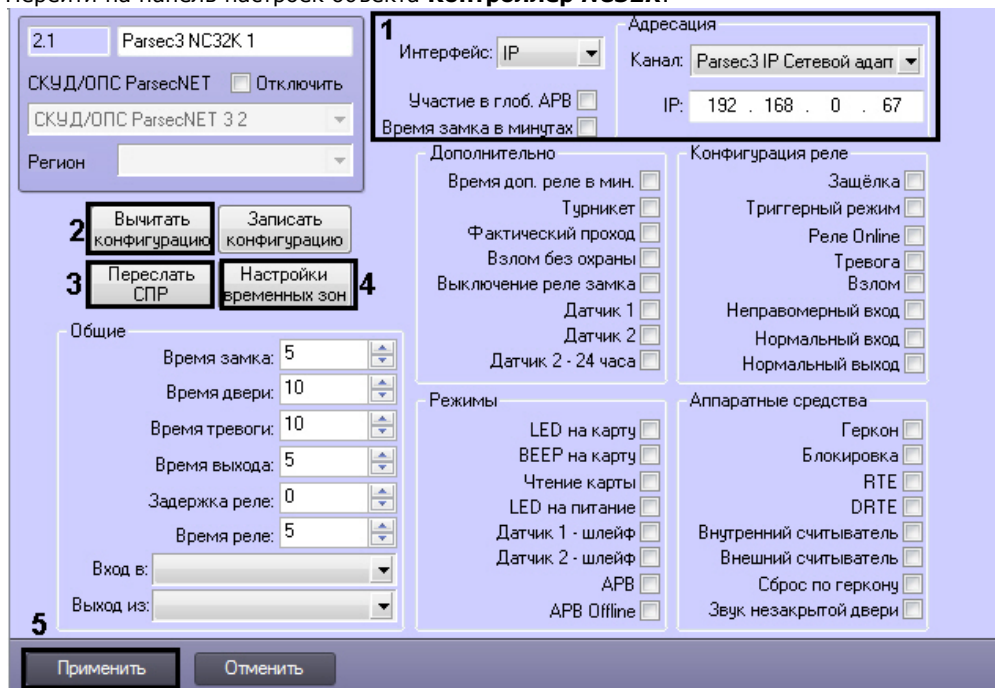 Перейти на панель настроек объекта Контроллер NC32K.
2.1 Parsec3 NC32K 1
СКУД/ОПС ParsecNET Отключить
СКУД/ОПС ParsecNET 3 2
Регион
1
Интерфейс: IP
Участие в глоб. APB
Время замка в минутах
Адресация
Канал: Parsec3 IP Сетевой адап
IP: 192 . 168 . 0 . 67
2 Вычитать конфигурацию
Записать конфигурацию
3 Переслать СПР
Настройки временных зон 4
Общие
Время замка: 5
Время двери: 10
Время тревоги: 10
Время выхода: 5
Задержка реле: 0
Время реле: 5
Вход в:
Выход из:
Дополнительно
Время доп. реле в мин.
Турникет
Фактический проход
Взлом без охраны
Выключение реле замка
Датчик 1
Датчик 2
Датчик 2 - 24 часа
Конфигурация реле
Защёлка
Триггерный режим
Реле Online
Тревога
Взлом
Неправомерный вход
Нормальный вход
Нормальный выход
Режимы
LED на карту
BEEP на карту
Чтение карты
LED на питание
Датчик 1 - шлейф
Датчик 2 - шлейф
APB
APB Offline
Аппаратные средства
Геркон
Блокировка
RTE
DRTE
Внутренний считыватель
Внешний считыватель
Сброс по геркону
Звук незакрытой двери
5
Применить Отменить